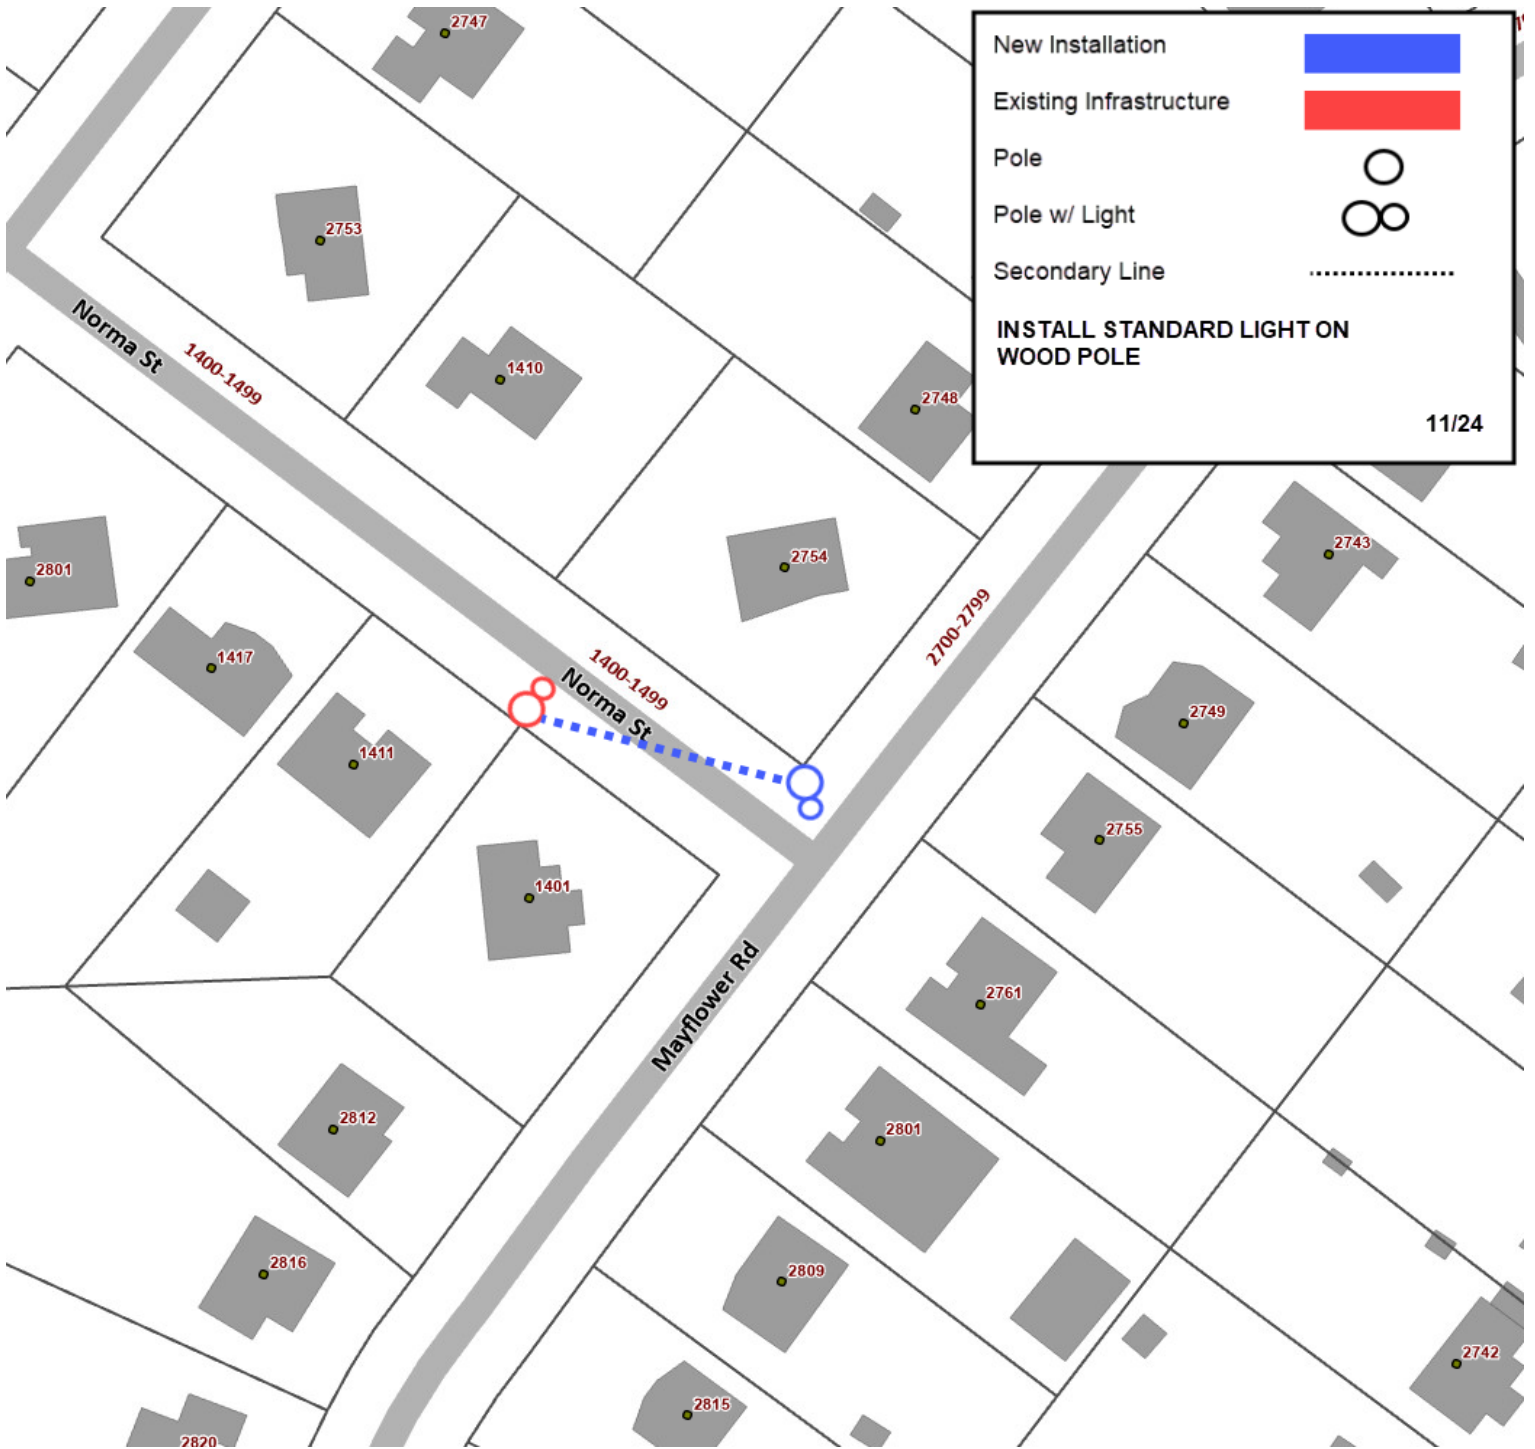 2747
New Installation
Existing Infrastructure
Pole
Pole w/ Light
Secondary Line
INSTALL STANDARD LIGHT ON
WOOD POLE
11/24
2753
Norma St
1400-1499
1410
2748
2754
2743
2801
2700-2799
1417
1400-1499
Norma St
2749
1411
2755
1401
2761
Mayflower Rd
2812
2801
2816
2809
2742
2815
2820